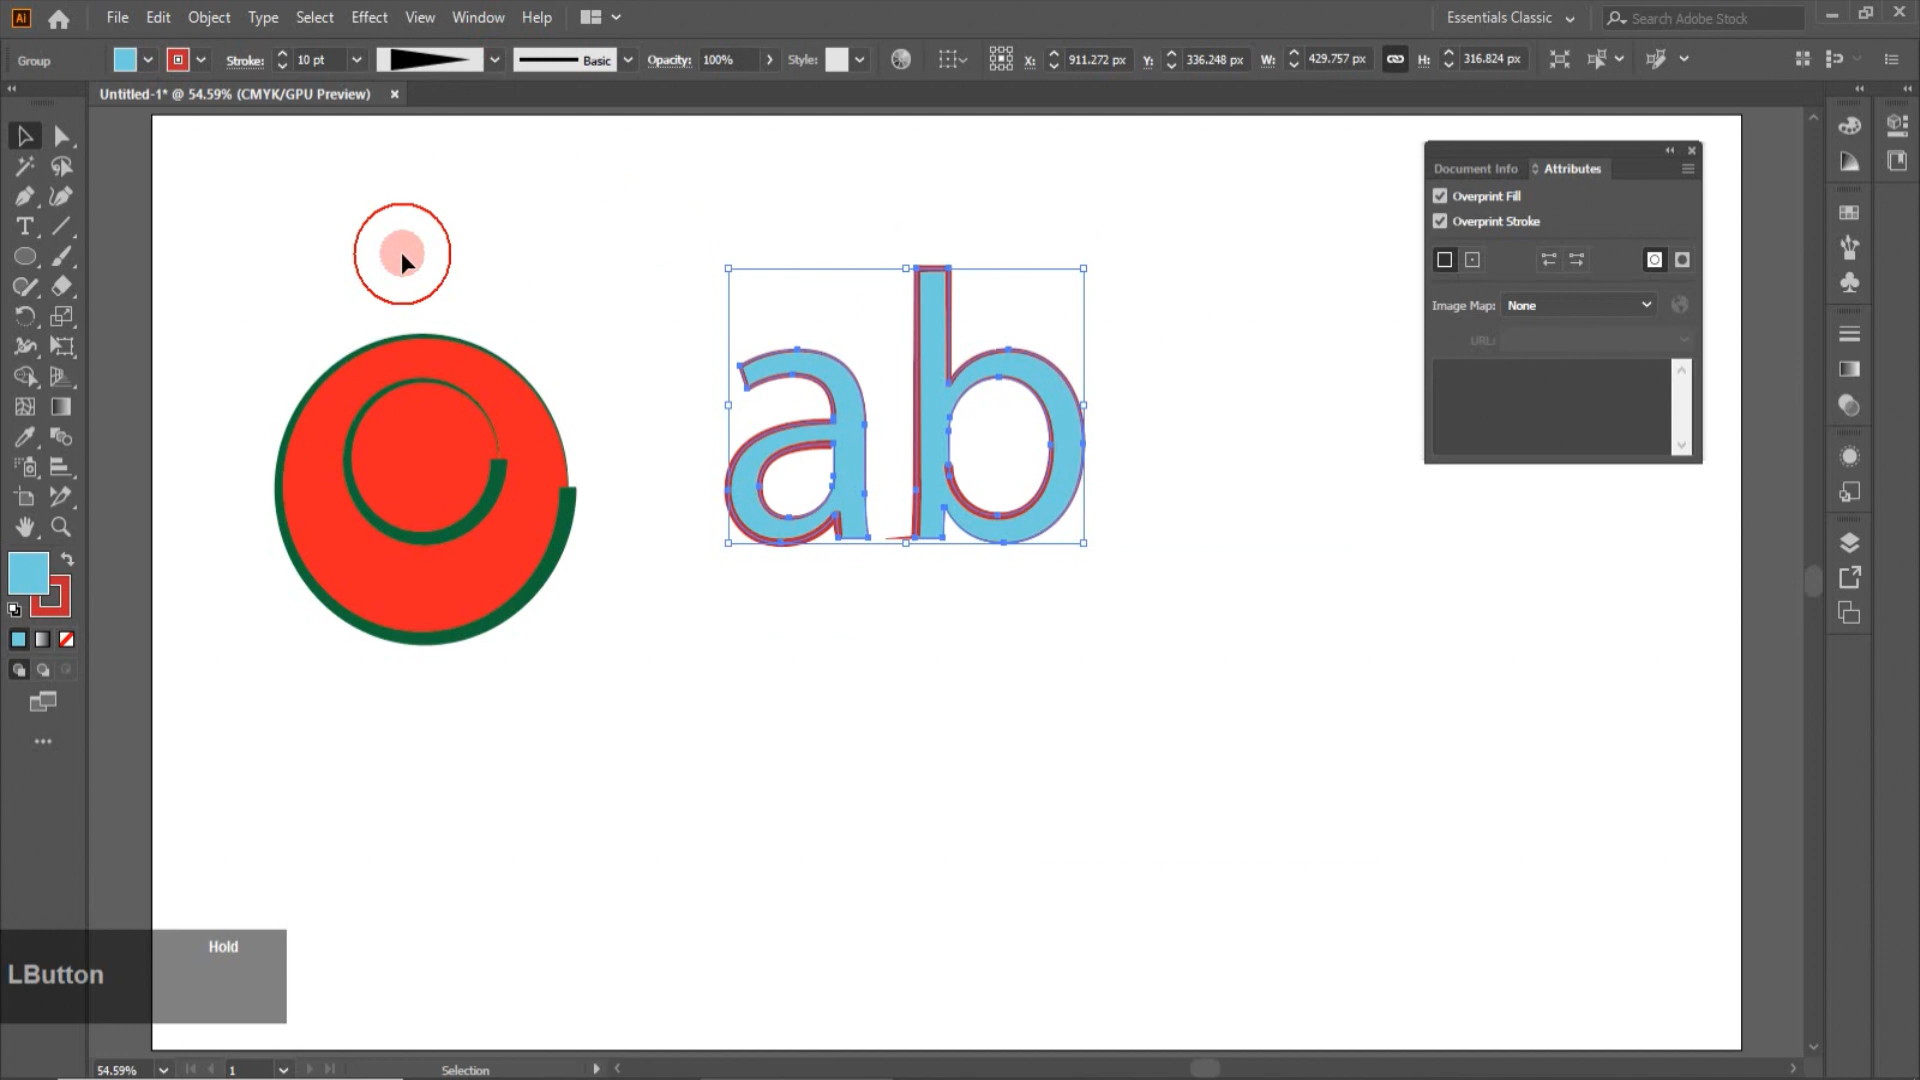 Ai File Edit Object Type Select Effect View Window Help Essentials Classic Search Adobe Stock
Group Stroke: 10 pt Basic Opacity: 100% Style: X: 911.272 px Y: 336.248 px W: 429.757 px H: 316.824 px
Untitled-1* @ 54.59% (CMYK/GPU Preview)
Document Info Attributes
Overprint Fill
Overprint Stroke
Image Map: None
URL:
ab
Hold
LButton
54.59% 1 Selection